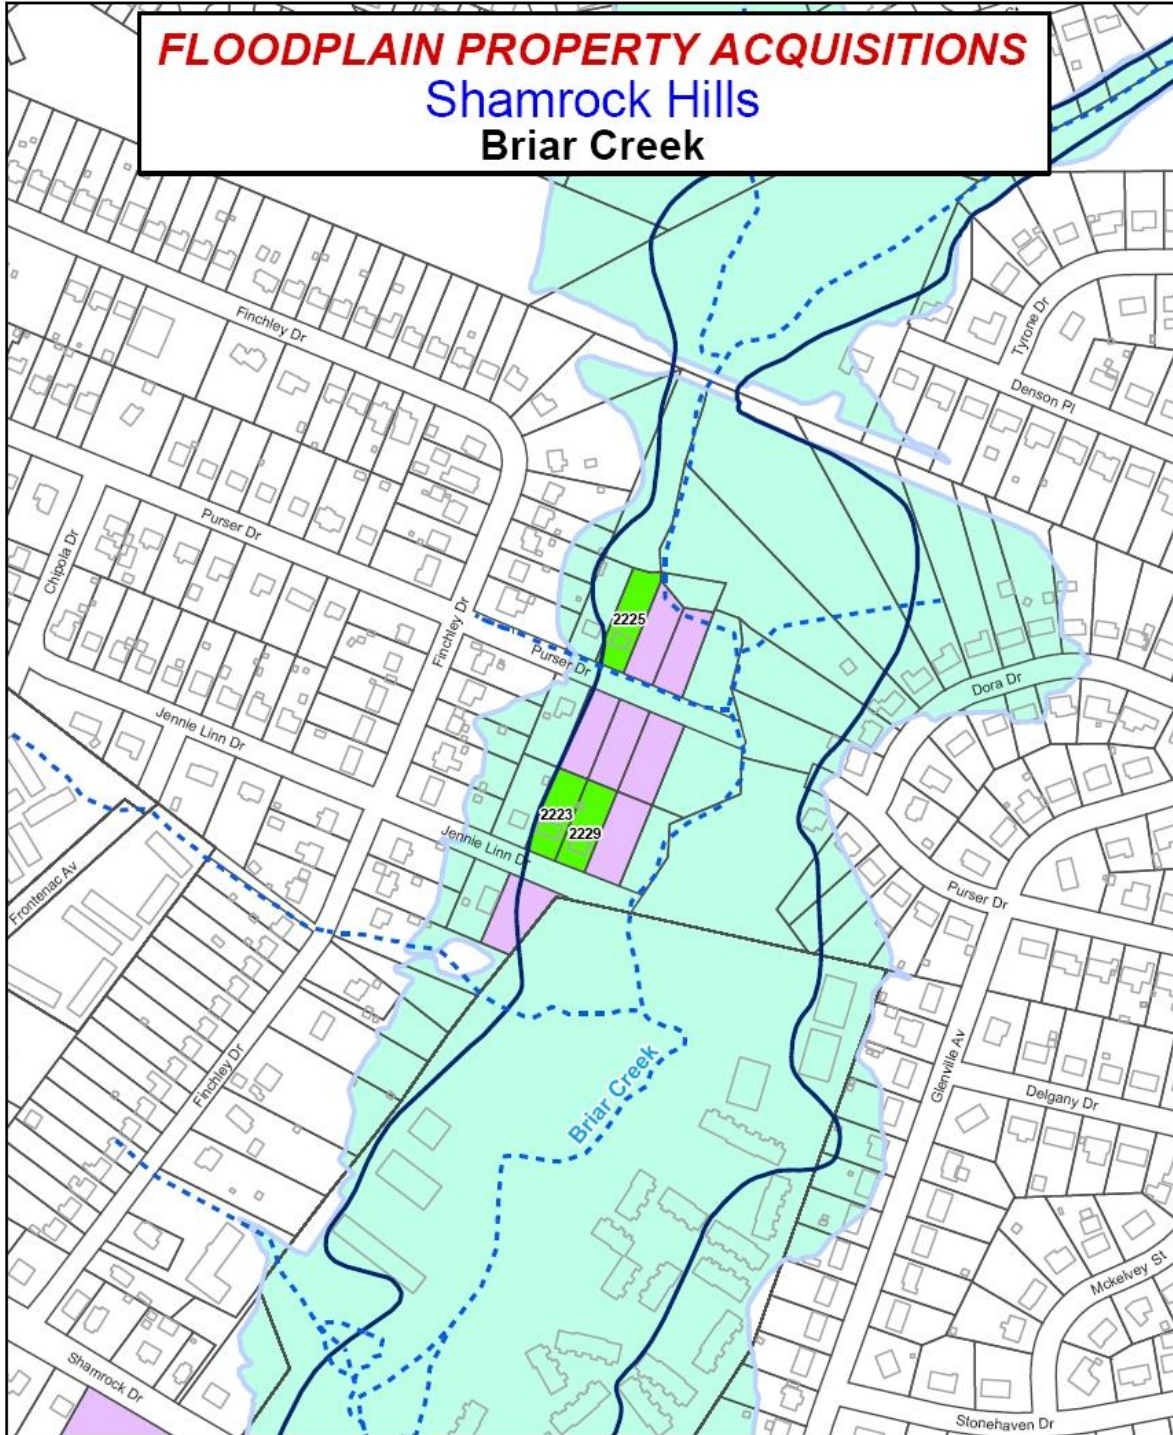 FLOODPLAIN PROPERTY ACQUISITIONS
Shamrock Hills
Briar Creek
Finchley Dr
Tyrone Dr
Denson Pl
Purser Dr
Chipola Dr
Finchley Dr
2225
Purser Dr
Dora Dr
Jennie Linn Dr
2223
2229
Jennie Linn Dr
Frontenac Av
Purser Dr
Finchley Dr
Briar Creek
Glenville Av
Delgany Dr
Mckelvey St
Shamrock Dr
Stonehaven Dr